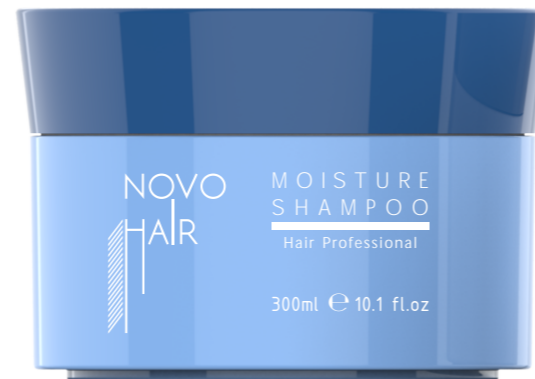 NOVO
HAIR
MOISTURE
SHAMPOO
Hair Professional
300ml ℮ 10.1 fl.oz